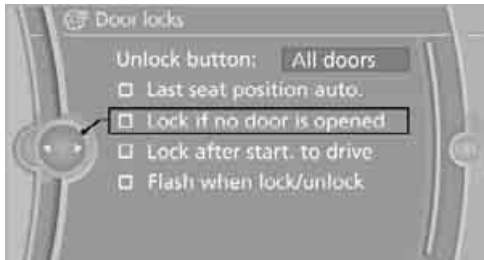 Door locks
Unlock button: All doors
Last seat position auto.
Lock if no door is opened
Lock after start. to drive
Flash when lock/unlock